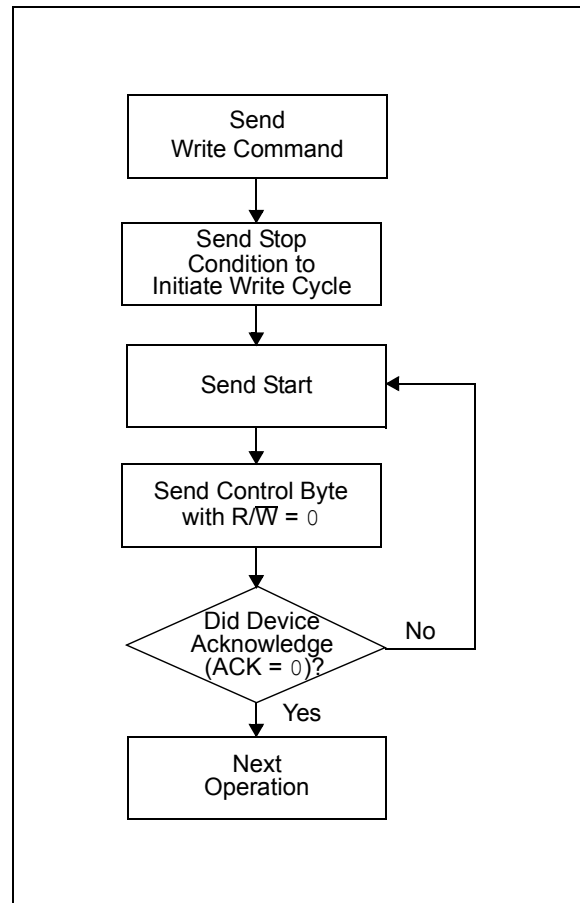 Send
Write Command
Send Stop
Condition to
Initiate Write Cycle
Send Start
Send Control Byte
with R/W̅ = 0
Did Device
Acknowledge
(ACK = 0)?
No
Yes
Next
Operation